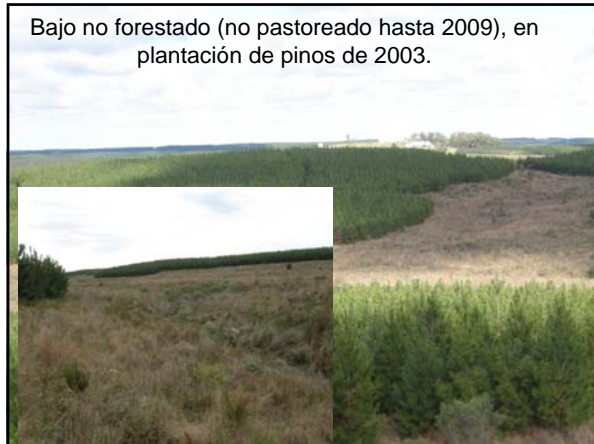 Bajo no forestado (no pastoreado hasta 2009), en
plantación de pinos de 2003.